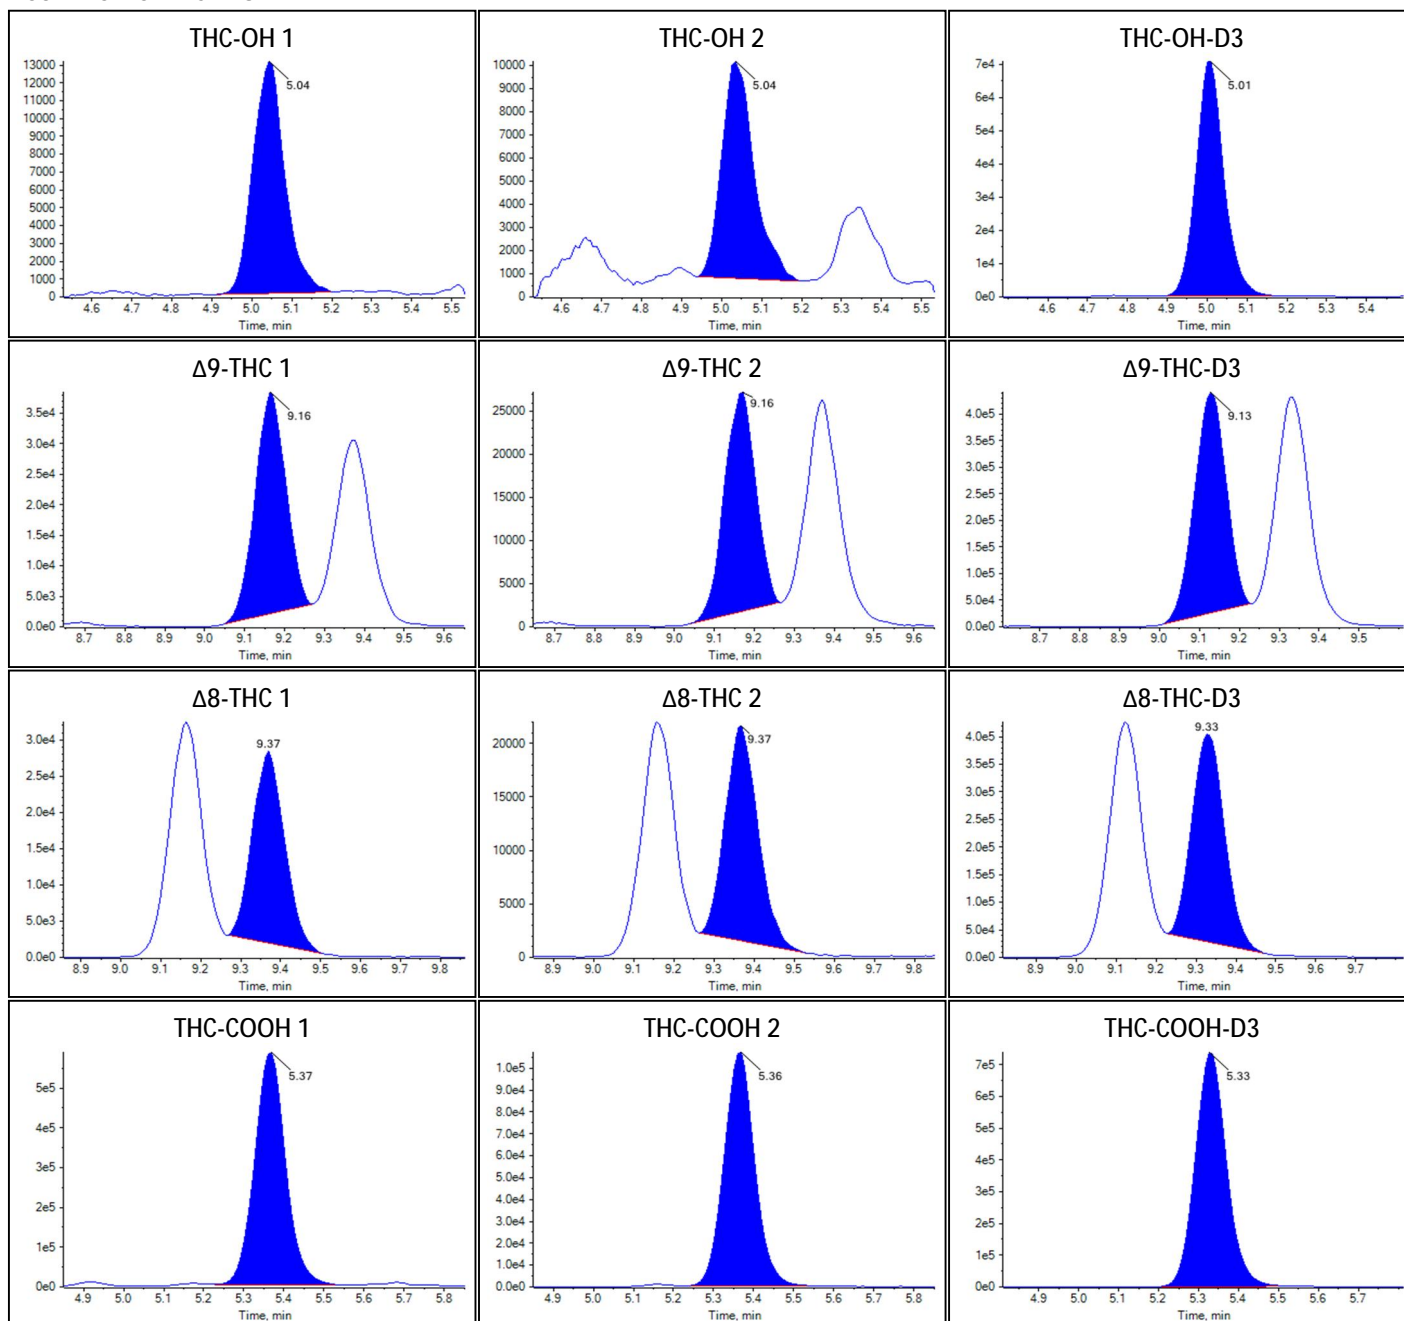 THC-OH 1
13000
12000
11000
10000
9000
8000
7000
6000
5000
4000
3000
2000
1000
0
5.04
4.6 4.7 4.8 4.9 5.0 5.1 5.2 5.3 5.4 5.5
Time, min
THC-OH 2
10000
9000
8000
7000
6000
5000
4000
3000
2000
1000
0
5.04
4.6 4.7 4.8 4.9 5.0 5.1 5.2 5.3 5.4 5.5
Time, min
THC-OH-D3
7e4
6e4
5e4
4e4
3e4
2e4
1e4
0e0
5.01
4.6 4.7 4.8 4.9 5.0 5.1 5.2 5.3 5.4
Time, min
Δ9-THC 1
3.5e4
3.0e4
2.5e4
2.0e4
1.5e4
1.0e4
5.0e3
0.0e0
9.16
8.7 8.8 8.9 9.0 9.1 9.2 9.3 9.4 9.5 9.6
Time, min
Δ9-THC 2
25000
20000
15000
10000
5000
0
9.16
8.7 8.8 8.9 9.0 9.1 9.2 9.3 9.4 9.5 9.6
Time, min
Δ9-THC-D3
4.0e5
3.5e5
3.0e5
2.5e5
2.0e5
1.5e5
1.0e5
5.0e4
0.0e0
9.13
8.7 8.8 8.9 9.0 9.1 9.2 9.3 9.4 9.5
Time, min
Δ8-THC 1
3.0e4
2.5e4
2.0e4
1.5e4
1.0e4
5.0e3
0.0e0
9.37
8.9 9.0 9.1 9.2 9.3 9.4 9.5 9.6 9.7 9.8
Time, min
Δ8-THC 2
20000
15000
10000
5000
0
9.37
8.9 9.0 9.1 9.2 9.3 9.4 9.5 9.6 9.7 9.8
Time, min
Δ8-THC-D3
4.0e5
3.5e5
3.0e5
2.5e5
2.0e5
1.5e5
1.0e5
5.0e4
0.0e0
9.33
8.9 9.0 9.1 9.2 9.3 9.4 9.5 9.6 9.7
Time, min
THC-COOH 1
5e5
4e5
3e5
2e5
1e5
0e0
5.37
4.9 5.0 5.1 5.2 5.3 5.4 5.5 5.6 5.7 5.8
Time, min
THC-COOH 2
1.0e5
9.0e4
8.0e4
7.0e4
6.0e4
5.0e4
4.0e4
3.0e4
2.0e4
1.0e4
0.0e0
5.36
4.9 5.0 5.1 5.2 5.3 5.4 5.5 5.6 5.7 5.8
Time, min
THC-COOH-D3
7e5
6e5
5e5
4e5
3e5
2e5
1e5
0e0
5.33
4.9 5.0 5.1 5.2 5.3 5.4 5.5 5.6 5.7
Time, min